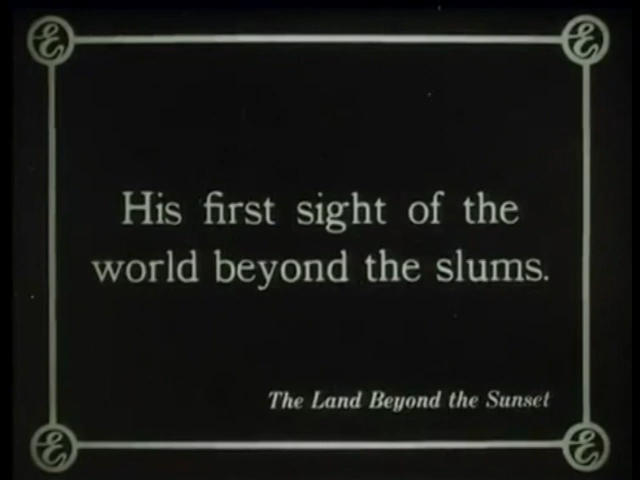 His first sight of the
world beyond the slums.
The Land Beyond the Sunset